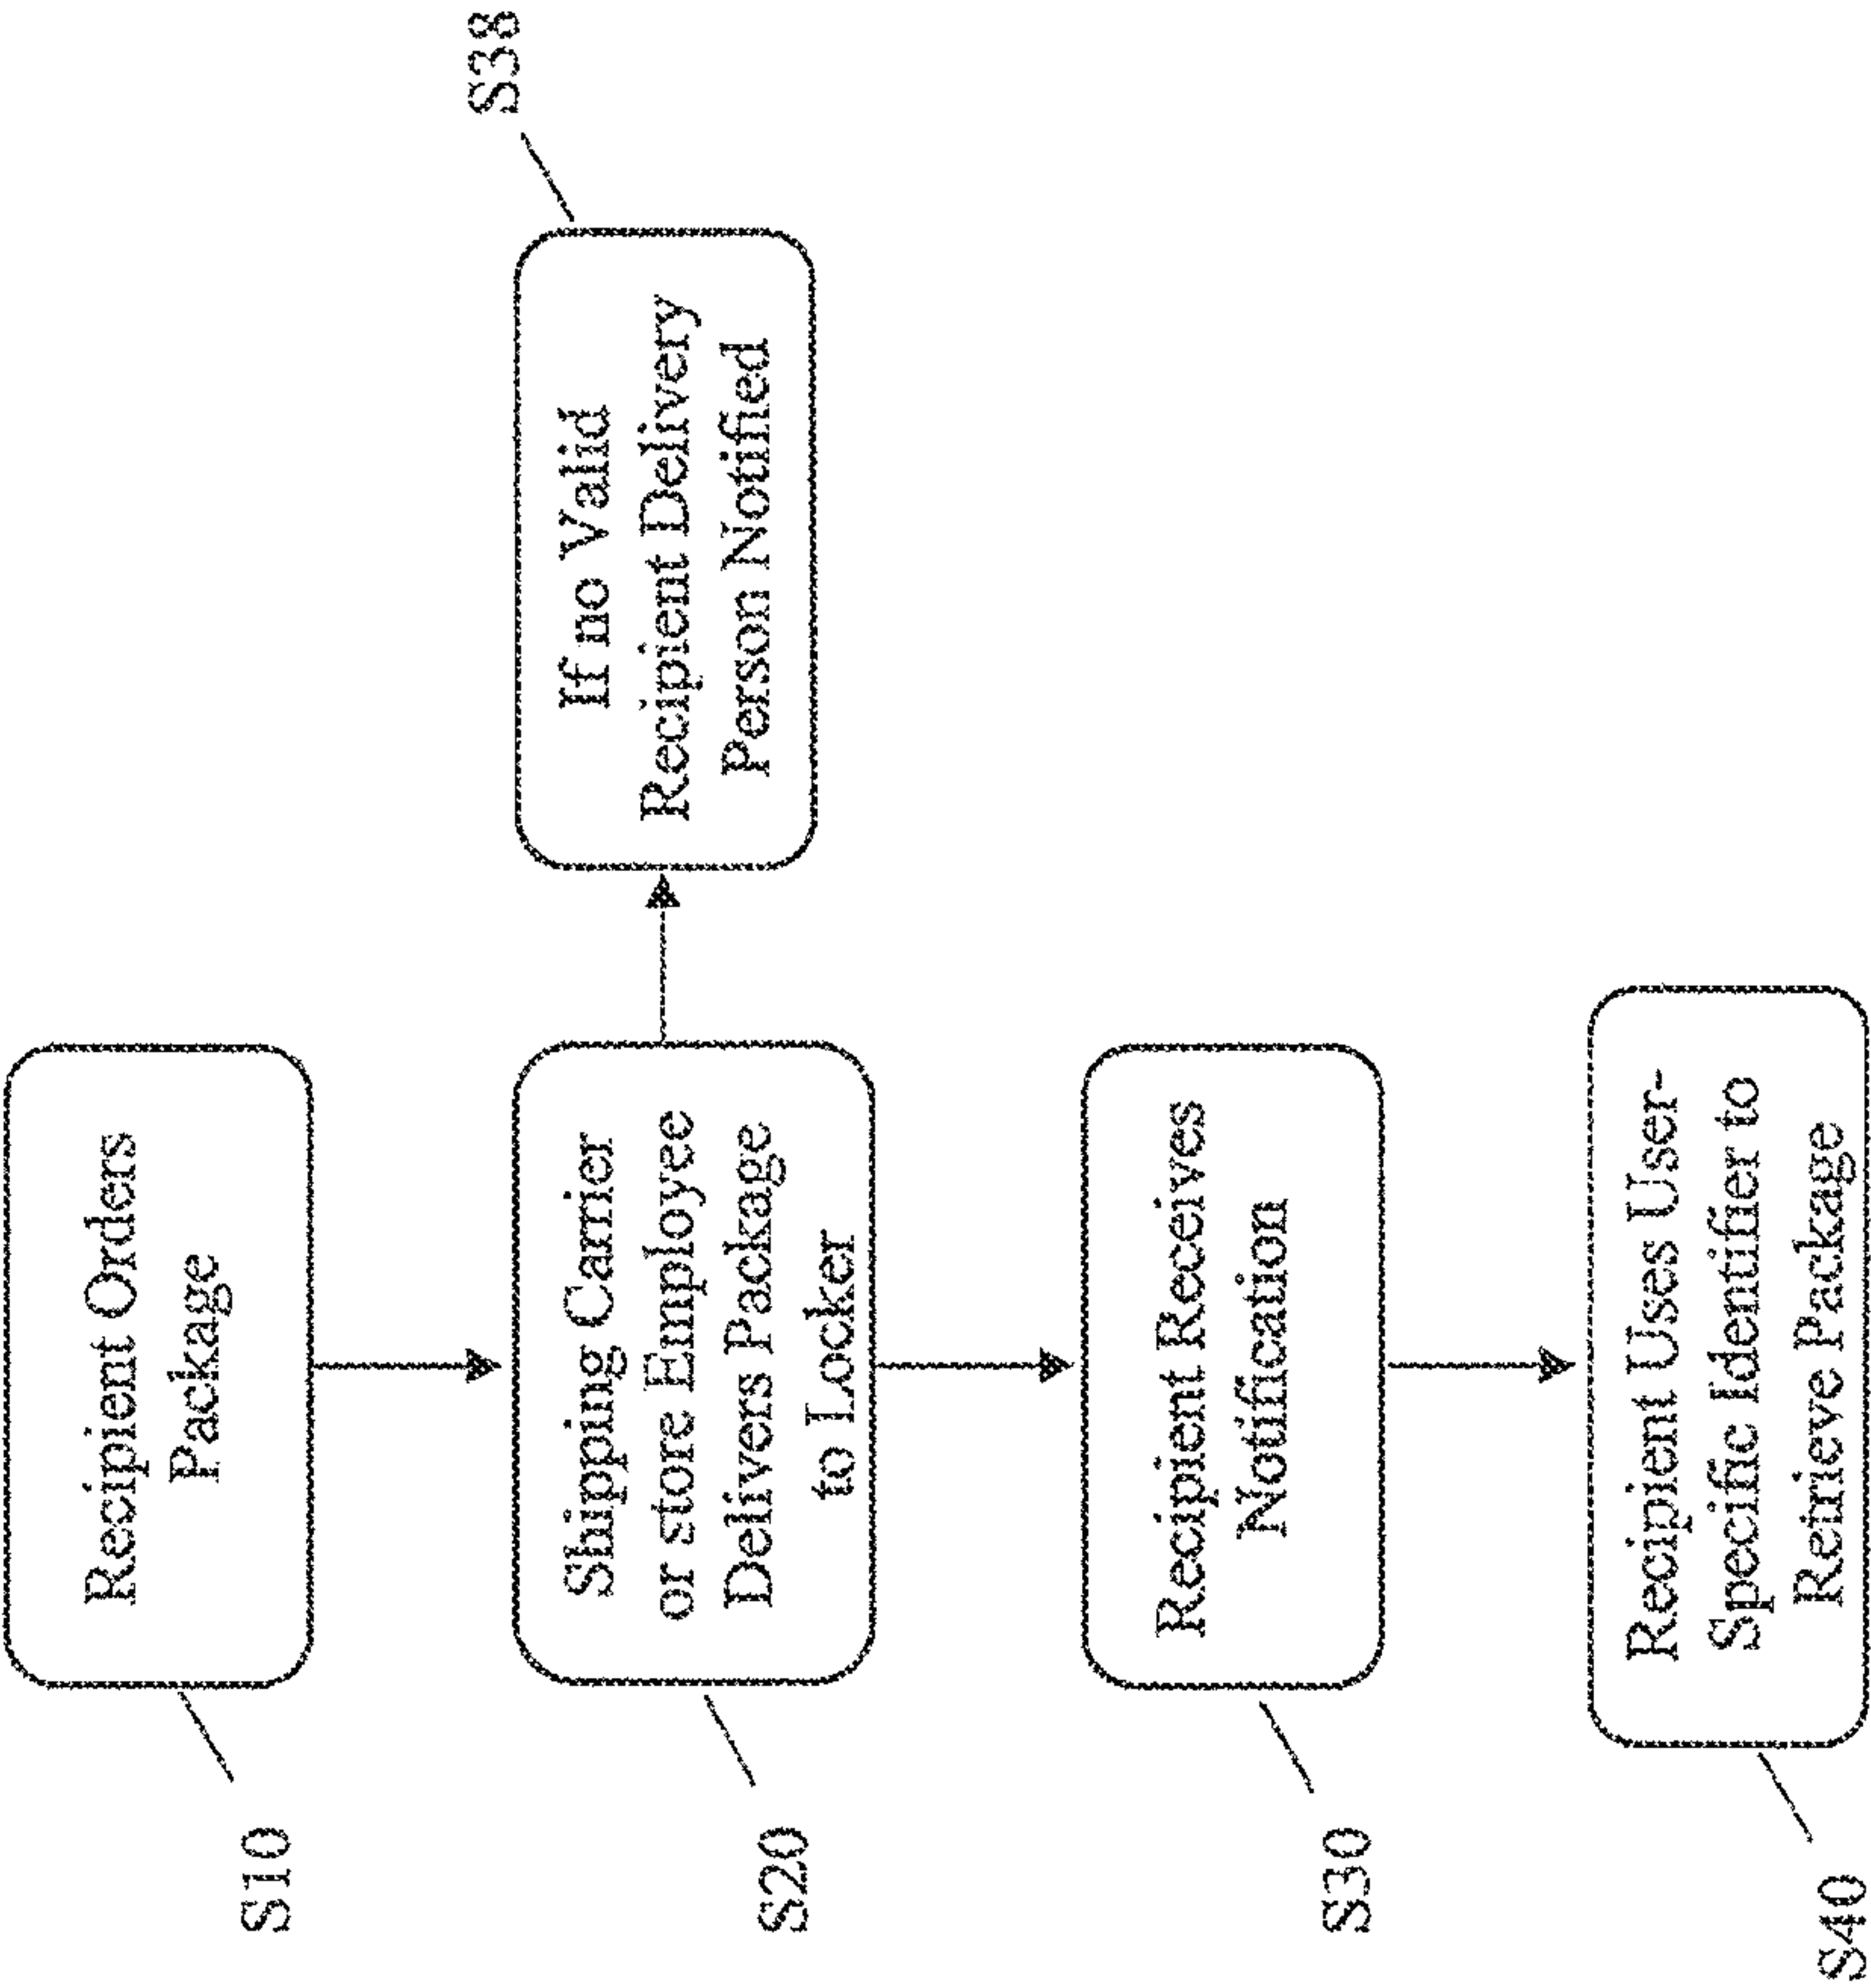 Recipient Orders
Package
S10
Shipping Carrier
or store Employee
Delivers Package
to Locker
S20
If no Valid
Recipient Delivery
Person Notified
S38
Recipient Receives
Notification
S30
Recipient Uses User-
Specific Identifier to
Retrieve Package
S40